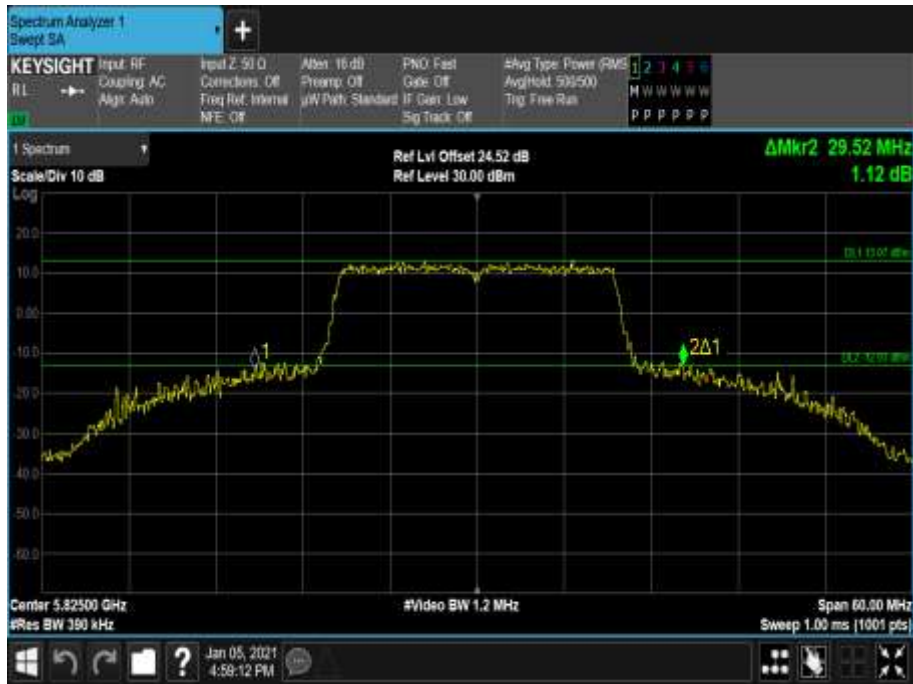 Spectrum Analyzer 1
Swept SA
+
KEYSIGHT
RL
Input: RF
Coupling: AC
Align: Auto
Input Z: 50 Ω
Corrections: Off
Freq Ref: Internal
NFE: Off
Atten: 16 dB
Preamp: Off
µW Path: Standard
PNO: Fast
Gate: Off
IF Gain: Low
Sig Track: Off
#Avg Type: Power (RMS
Avg|Hold: 500/500
Trig: Free Run
1 2 3 4 5 6
M W W W W W
P P P P P P
1 Spectrum
Scale/Div 10 dB
Log
Ref Lvl Offset 24.52 dB
Ref Level 30.00 dBm
ΔMkr2 29.52 MHz
1.12 dB
20.0
10.0
0.00
-10.0
-20.0
-30.0
-40.0
-50.0
-60.0
DL1 13.07 dBm
1
2Δ1
Center 5.82500 GHz
#Res BW 390 kHz
#Video BW 1.2 MHz
Span 60.00 MHz
Sweep 1.00 ms (1001 pts)
?
Jan 05, 2021
4:59:12 PM